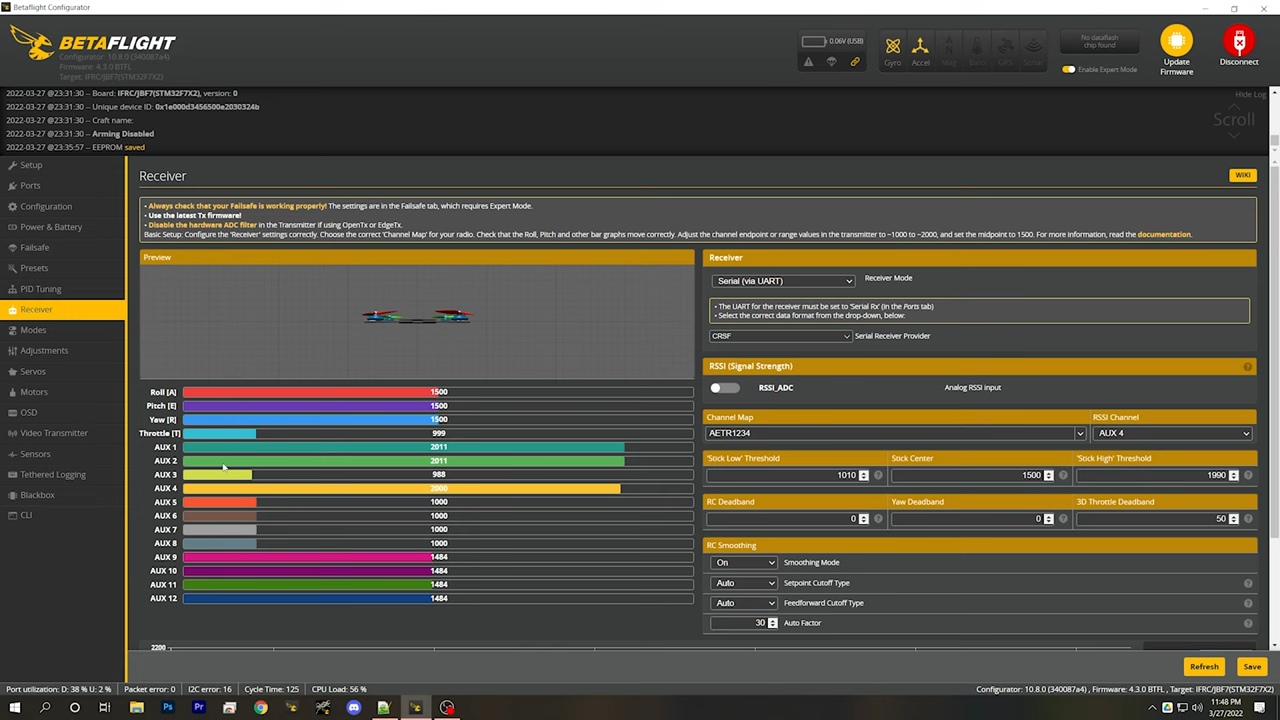 Betaflight Configurator
BETAFLIGHT
Configurator: 10.8.0 (340087a4)
Firmware: 4.3.0 BTFL
Target: IFRC/JBF7(STM32F7X2)
0.06V (USB)
Gyro
Accel
Mag
Baro
GPS
Sonar
No dataflash
chip found
Enable Expert Mode
Update
Firmware
Disconnect
2022-03-27 @23:31:30 -- Board: IFRC/JBF7(STM32F7X2), version: 0
2022-03-27 @23:31:30 -- Unique device ID: 0x1e000d3456500e2030324b
2022-03-27 @23:31:30 -- Craft name:
2022-03-27 @23:31:30 -- Arming Disabled
2022-03-27 @23:35:57 -- EEPROM saved
Hide Log
Scroll
Setup
Ports
Configuration
Power & Battery
Failsafe
Presets
PID Tuning
Receiver
Modes
Adjustments
Servos
Motors
OSD
Video Transmitter
Sensors
Tethered Logging
Blackbox
CLI
Receiver
WIKI
• Always check that your Failsafe is working properly! The settings are in the Failsafe tab, which requires Expert Mode.
• Use the latest Tx firmware!
• Disable the hardware ADC filter in the Transmitter if using OpenTx or EdgeTx.
Basic Setup: Configure the 'Receiver' settings correctly. Choose the correct 'Channel Map' for your radio. Check that the Roll, Pitch and other bar graphs move correctly. Adjust the channel endpoint or range values in the transmitter to ~1000 to ~2000, and set the midpoint to 1500. For more information, read the documentation.
Preview
Roll [A] 1500
Pitch [E] 1500
Yaw [R] 1500
Throttle [T] 999
AUX 1 2011
AUX 2 2011
AUX 3 988
AUX 4 2000
AUX 5 1000
AUX 6 1000
AUX 7 1000
AUX 8 1000
AUX 9 1484
AUX 10 1484
AUX 11 1484
AUX 12 1484
2200
Receiver
Serial (via UART) Receiver Mode
• The UART for the receiver must be set to 'Serial Rx' (in the Ports tab)
• Select the correct data format from the drop-down, below:
CRSF Serial Receiver Provider
RSSI (Signal Strength)
RSSI_ADC Analog RSSI input
Channel Map RSSI Channel
AETR1234 AUX 4
'Stick Low' Threshold Stick Center 'Stick High' Threshold
1010 1500 1990
RC Deadband Yaw Deadband 3D Throttle Deadband
0 0 50
RC Smoothing
On Smoothing Mode
Auto Setpoint Cutoff Type
Auto Feedforward Cutoff Type
30 Auto Factor
Refresh Save
Port utilization: D: 38 % U: 2 % Packet error: 0 I2C error: 16 Cycle Time: 125 CPU Load: 56 % Configurator: 10.8.0 (340087a4), Firmware: 4.3.0 BTFL, Target: IFRC/JBF7(STM32F7X2)
11:48 PM
3/27/2022